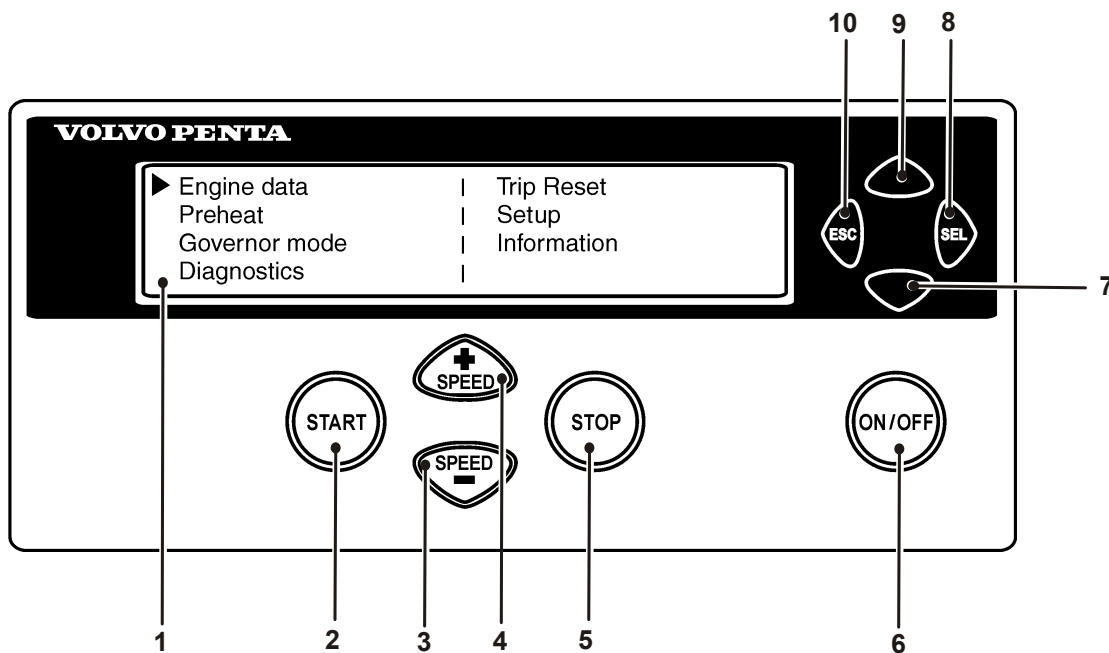 10 9 8
VOLVO PENTA
Engine data | Trip Reset
Preheat | Setup
Governor mode | Information
Diagnostics |
ESC SEL
7
+
SPEED
START STOP ON/OFF
SPEED
−
1 2 3 4 5 6